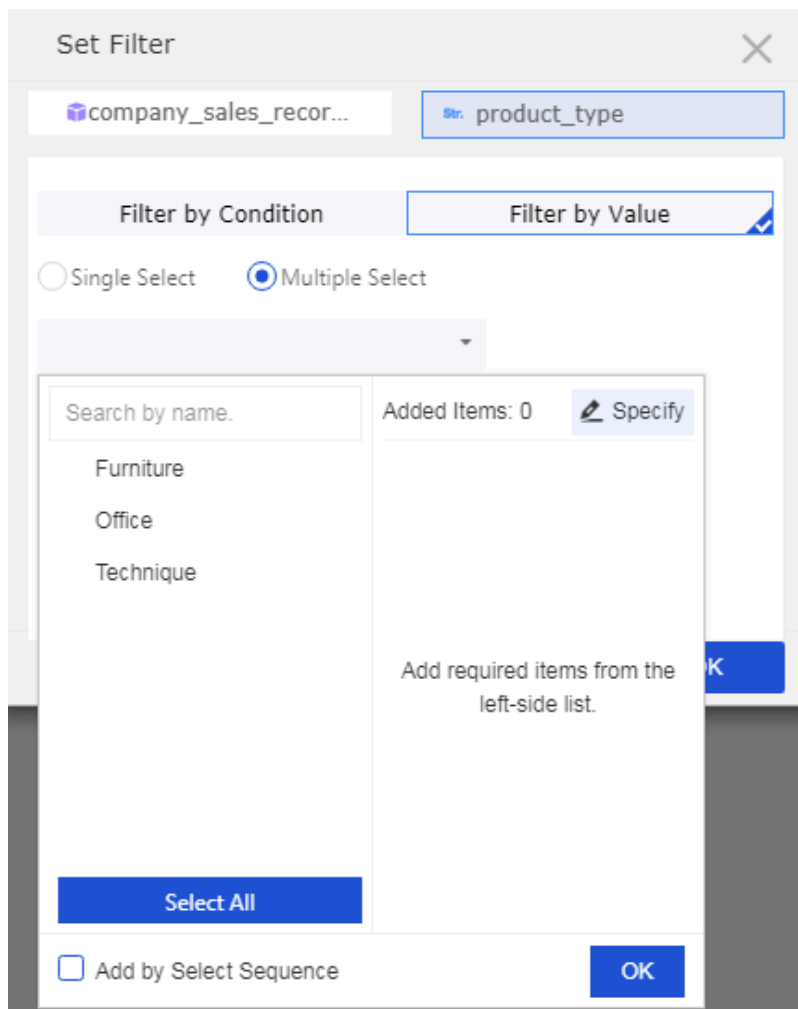 Set Filter
company_sales_recor...
Str. product_type
Filter by Condition
Filter by Value
Single Select
Multiple Select
Search by name.
Added Items: 0
Specify
Furniture
Office
Technique
Add required items from the
left-side list.
K
Select All
Add by Select Sequence
OK